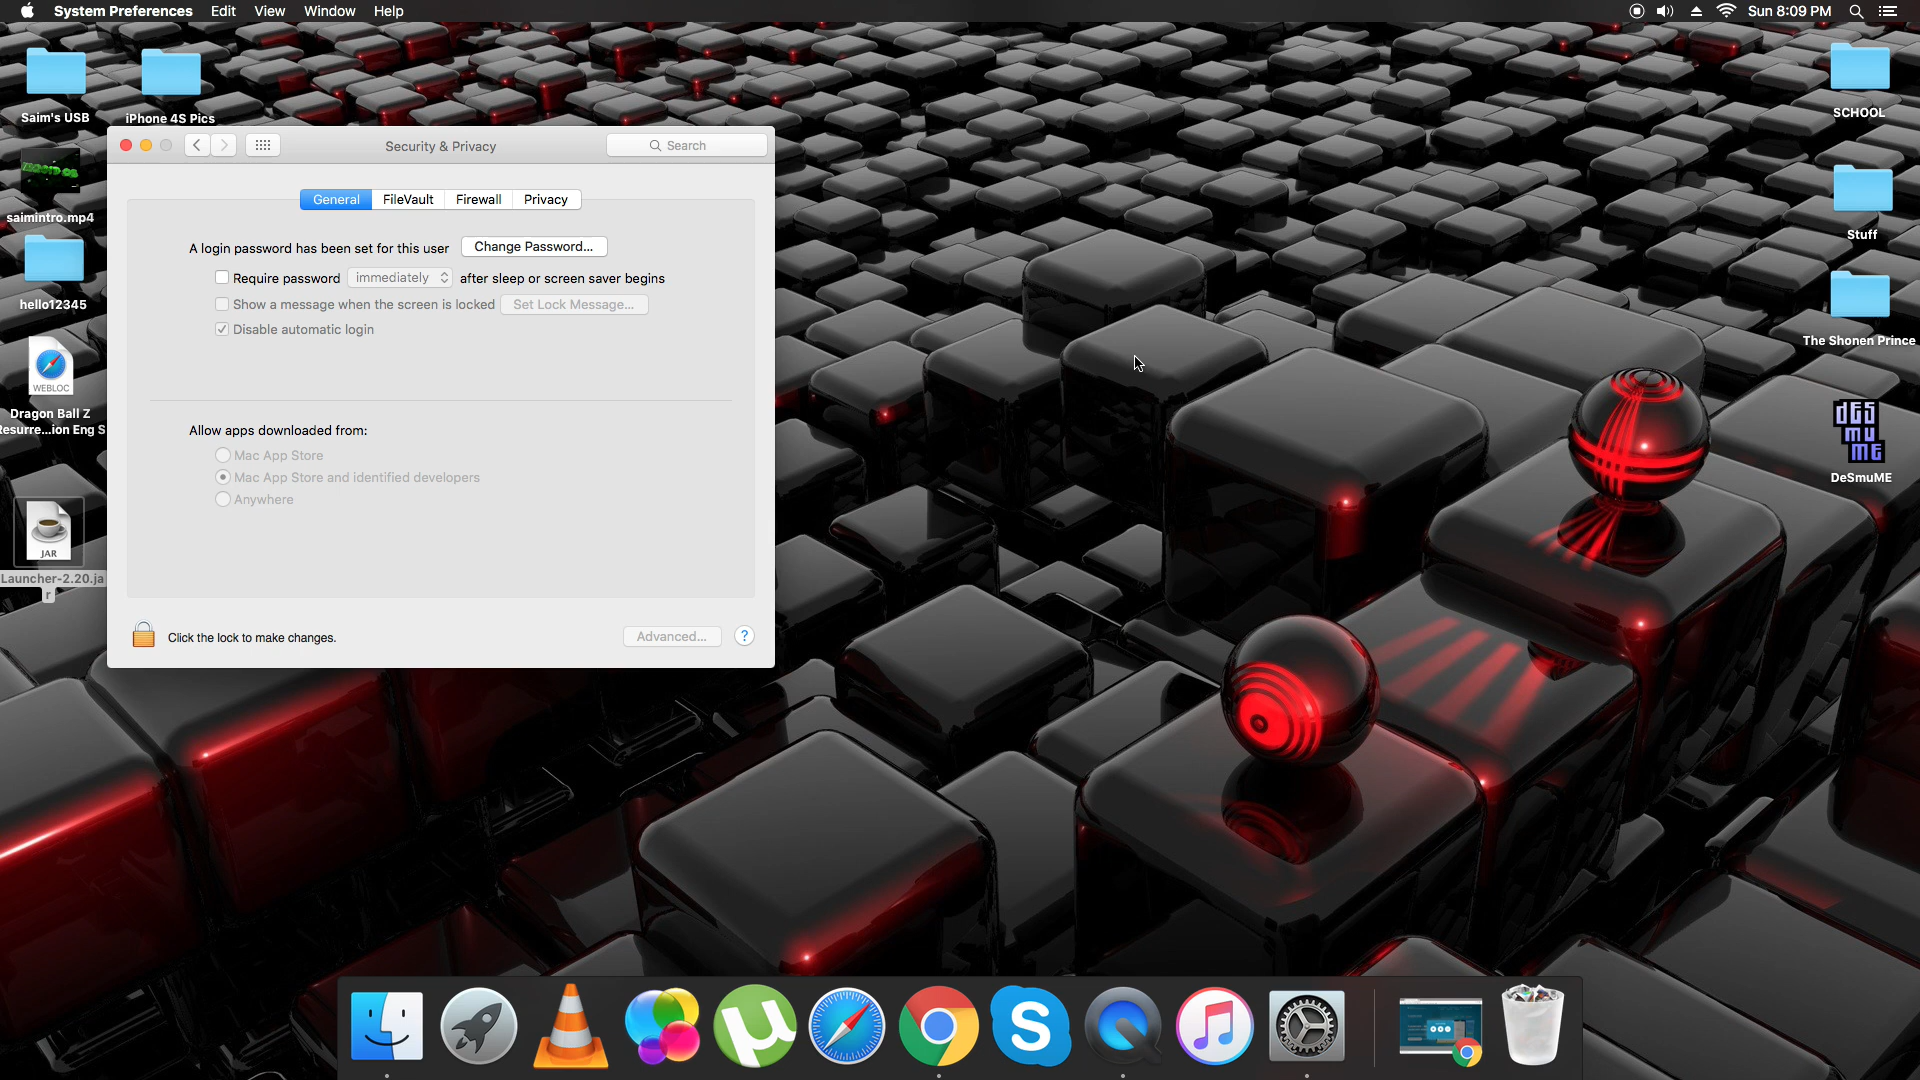 System Preferences Edit View Window Help
Sun 8:09 PM
Saim's USB
iPhone 4S Pics
saimintro.mp4
hello12345
WEBLOC
Dragon Ball Z
Resurre...ion Eng S
JAR
Launcher-2.20.ja
r
Security & Privacy
Search
General FileVault Firewall Privacy
A login password has been set for this user Change Password...
Require password immediately after sleep or screen saver begins
Show a message when the screen is locked Set Lock Message...
Disable automatic login
Allow apps downloaded from:
Mac App Store
Mac App Store and identified developers
Anywhere
Click the lock to make changes.
Advanced... ?
SCHOOL
Stuff
The Shonen Prince
DeSmuME
DeSmuME
S